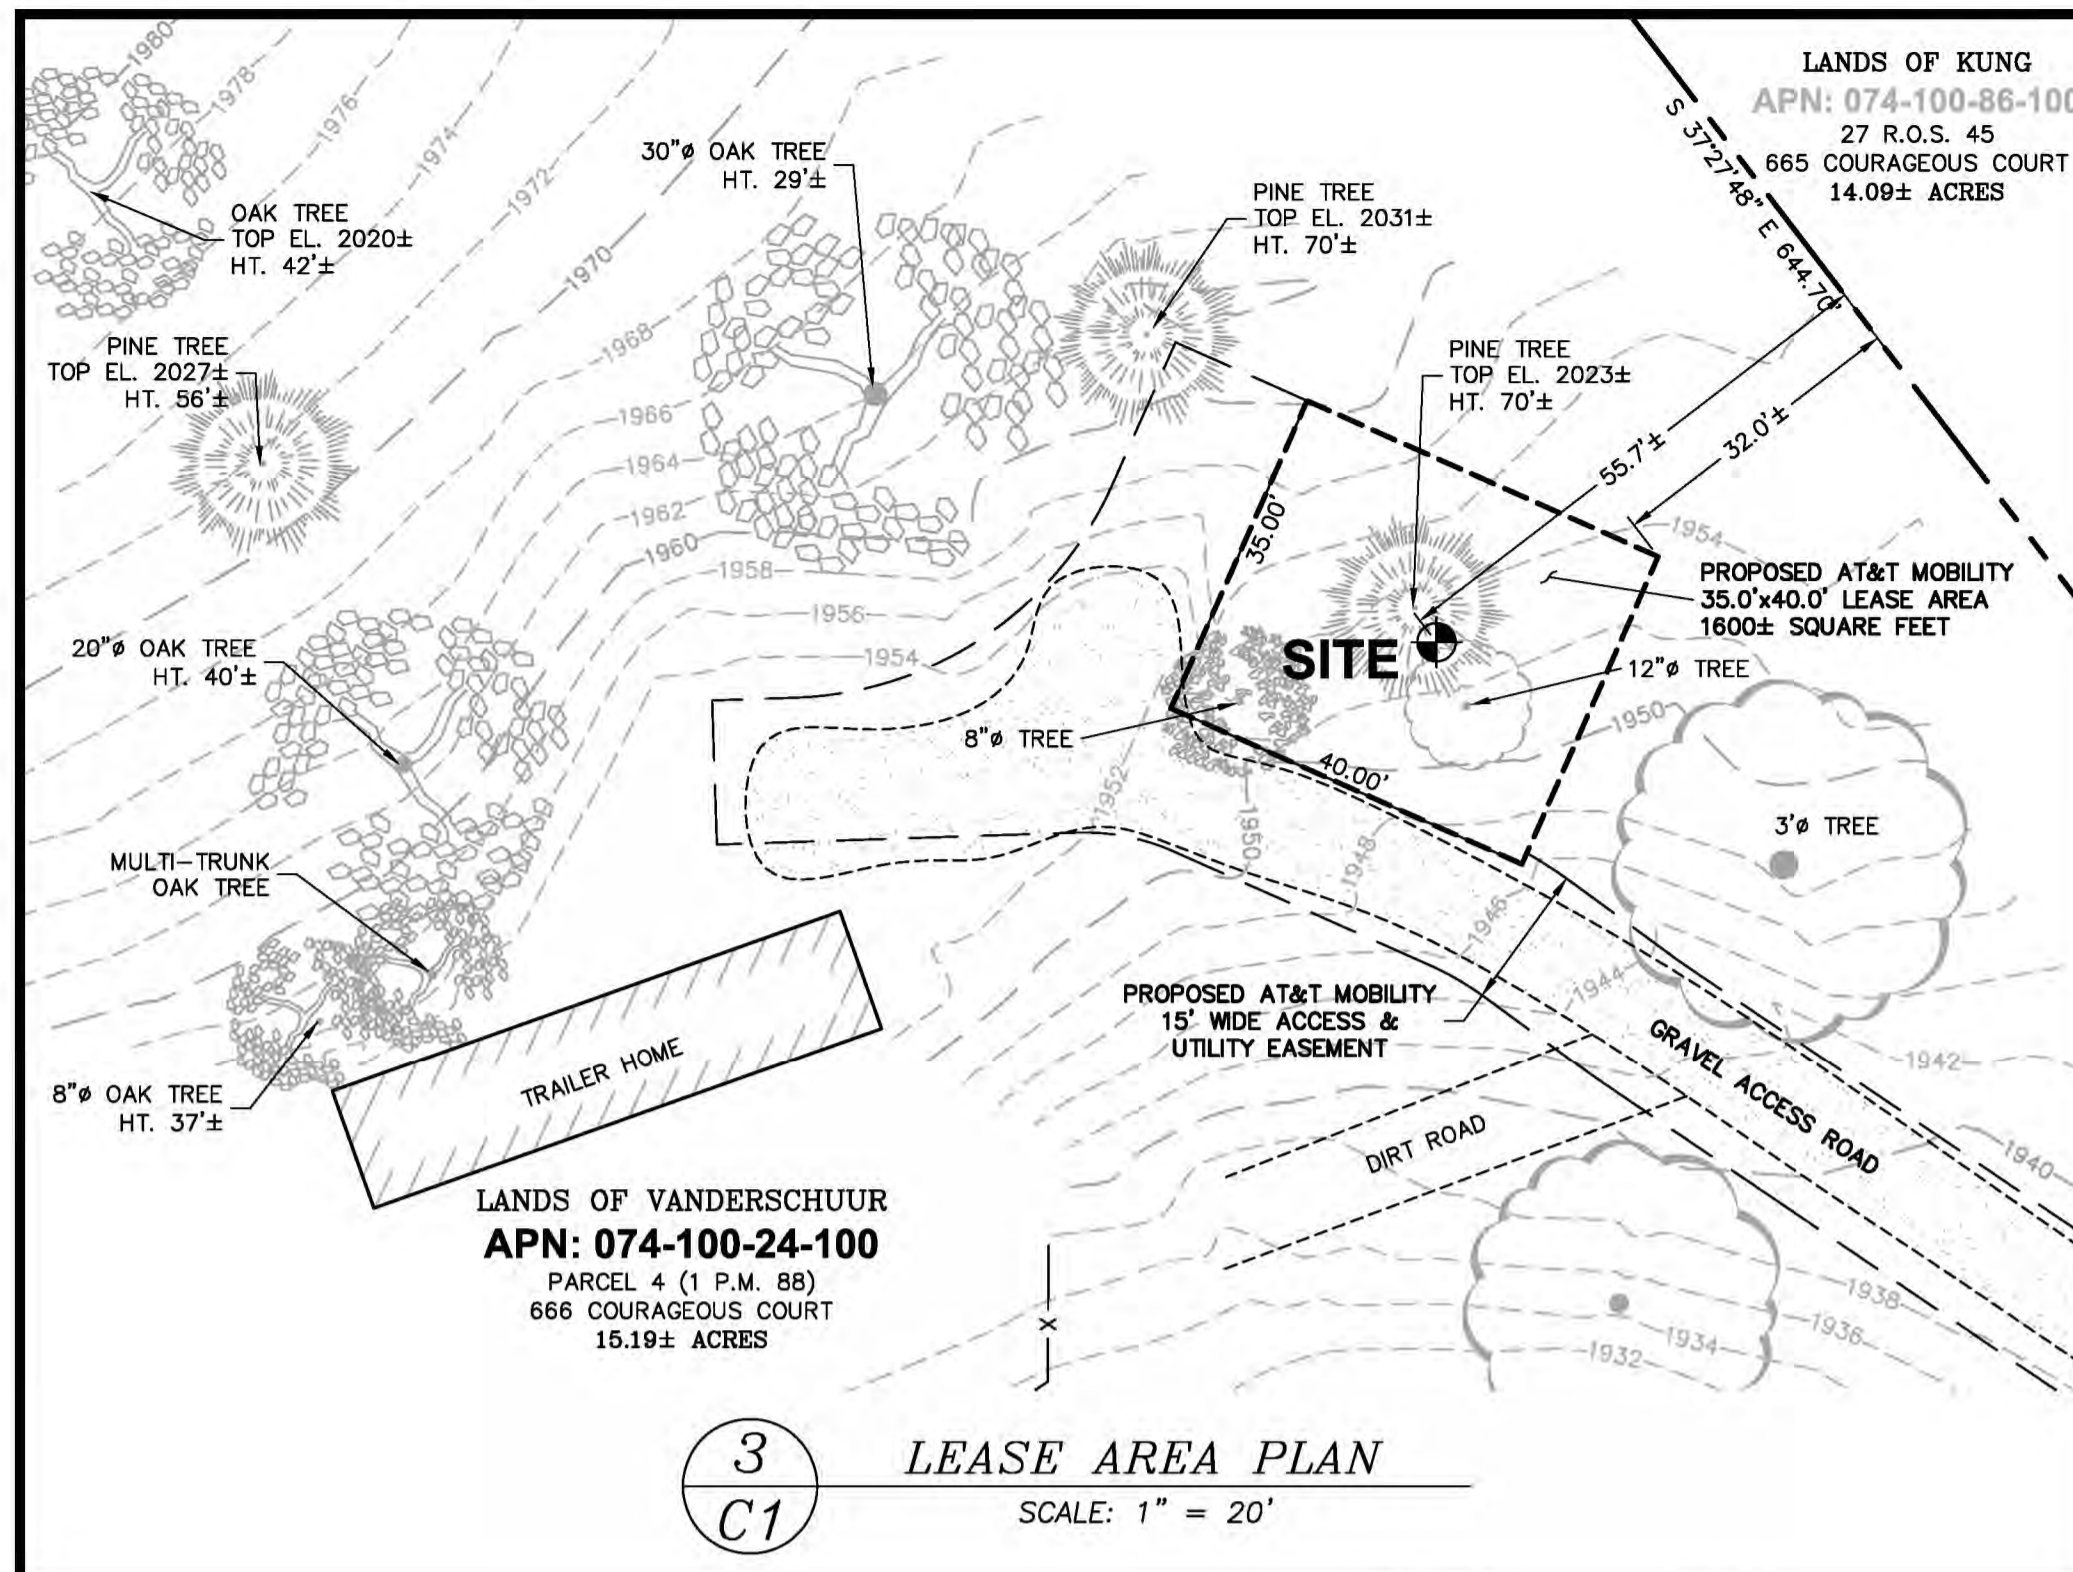 LANDS OF KUNG
APN: 074-100-86-100
27 R.O.S. 45
665 COURAGEOUS COURT
14.09± ACRES
S 37°27'48" E 644.70'
1980
1978
1976
1974
1972
1970
1968
1966
1964
1962
1960
1958
1956
1954
OAK TREE
TOP EL. 2020±
HT. 42'±
30"ø OAK TREE
HT. 29'±
PINE TREE
TOP EL. 2031±
HT. 70'±
PINE TREE
TOP EL. 2027±
HT. 56'±
PINE TREE
TOP EL. 2023±
HT. 70'±
55.7'±
32.0'±
35.00'
40.00'
1954
PROPOSED AT&T MOBILITY
35.0'x40.0' LEASE AREA
1600± SQUARE FEET
SITE
12"ø TREE
8"ø TREE
20"ø OAK TREE
HT. 40'±
1950
1952
1950
1948
1946
1944
3'ø TREE
MULTI-TRUNK
OAK TREE
PROPOSED AT&T MOBILITY
15' WIDE ACCESS &
UTILITY EASEMENT
GRAVEL ACCESS ROAD
1942
1940
1938
1936
1934
1932
TRAILER HOME
8"ø OAK TREE
HT. 37'±
DIRT ROAD
LANDS OF VANDERSCHUUR
APN: 074-100-24-100
PARCEL 4 (1 P.M. 88)
666 COURAGEOUS COURT
15.19± ACRES
X
3
C1
LEASE AREA PLAN
SCALE: 1" = 20'